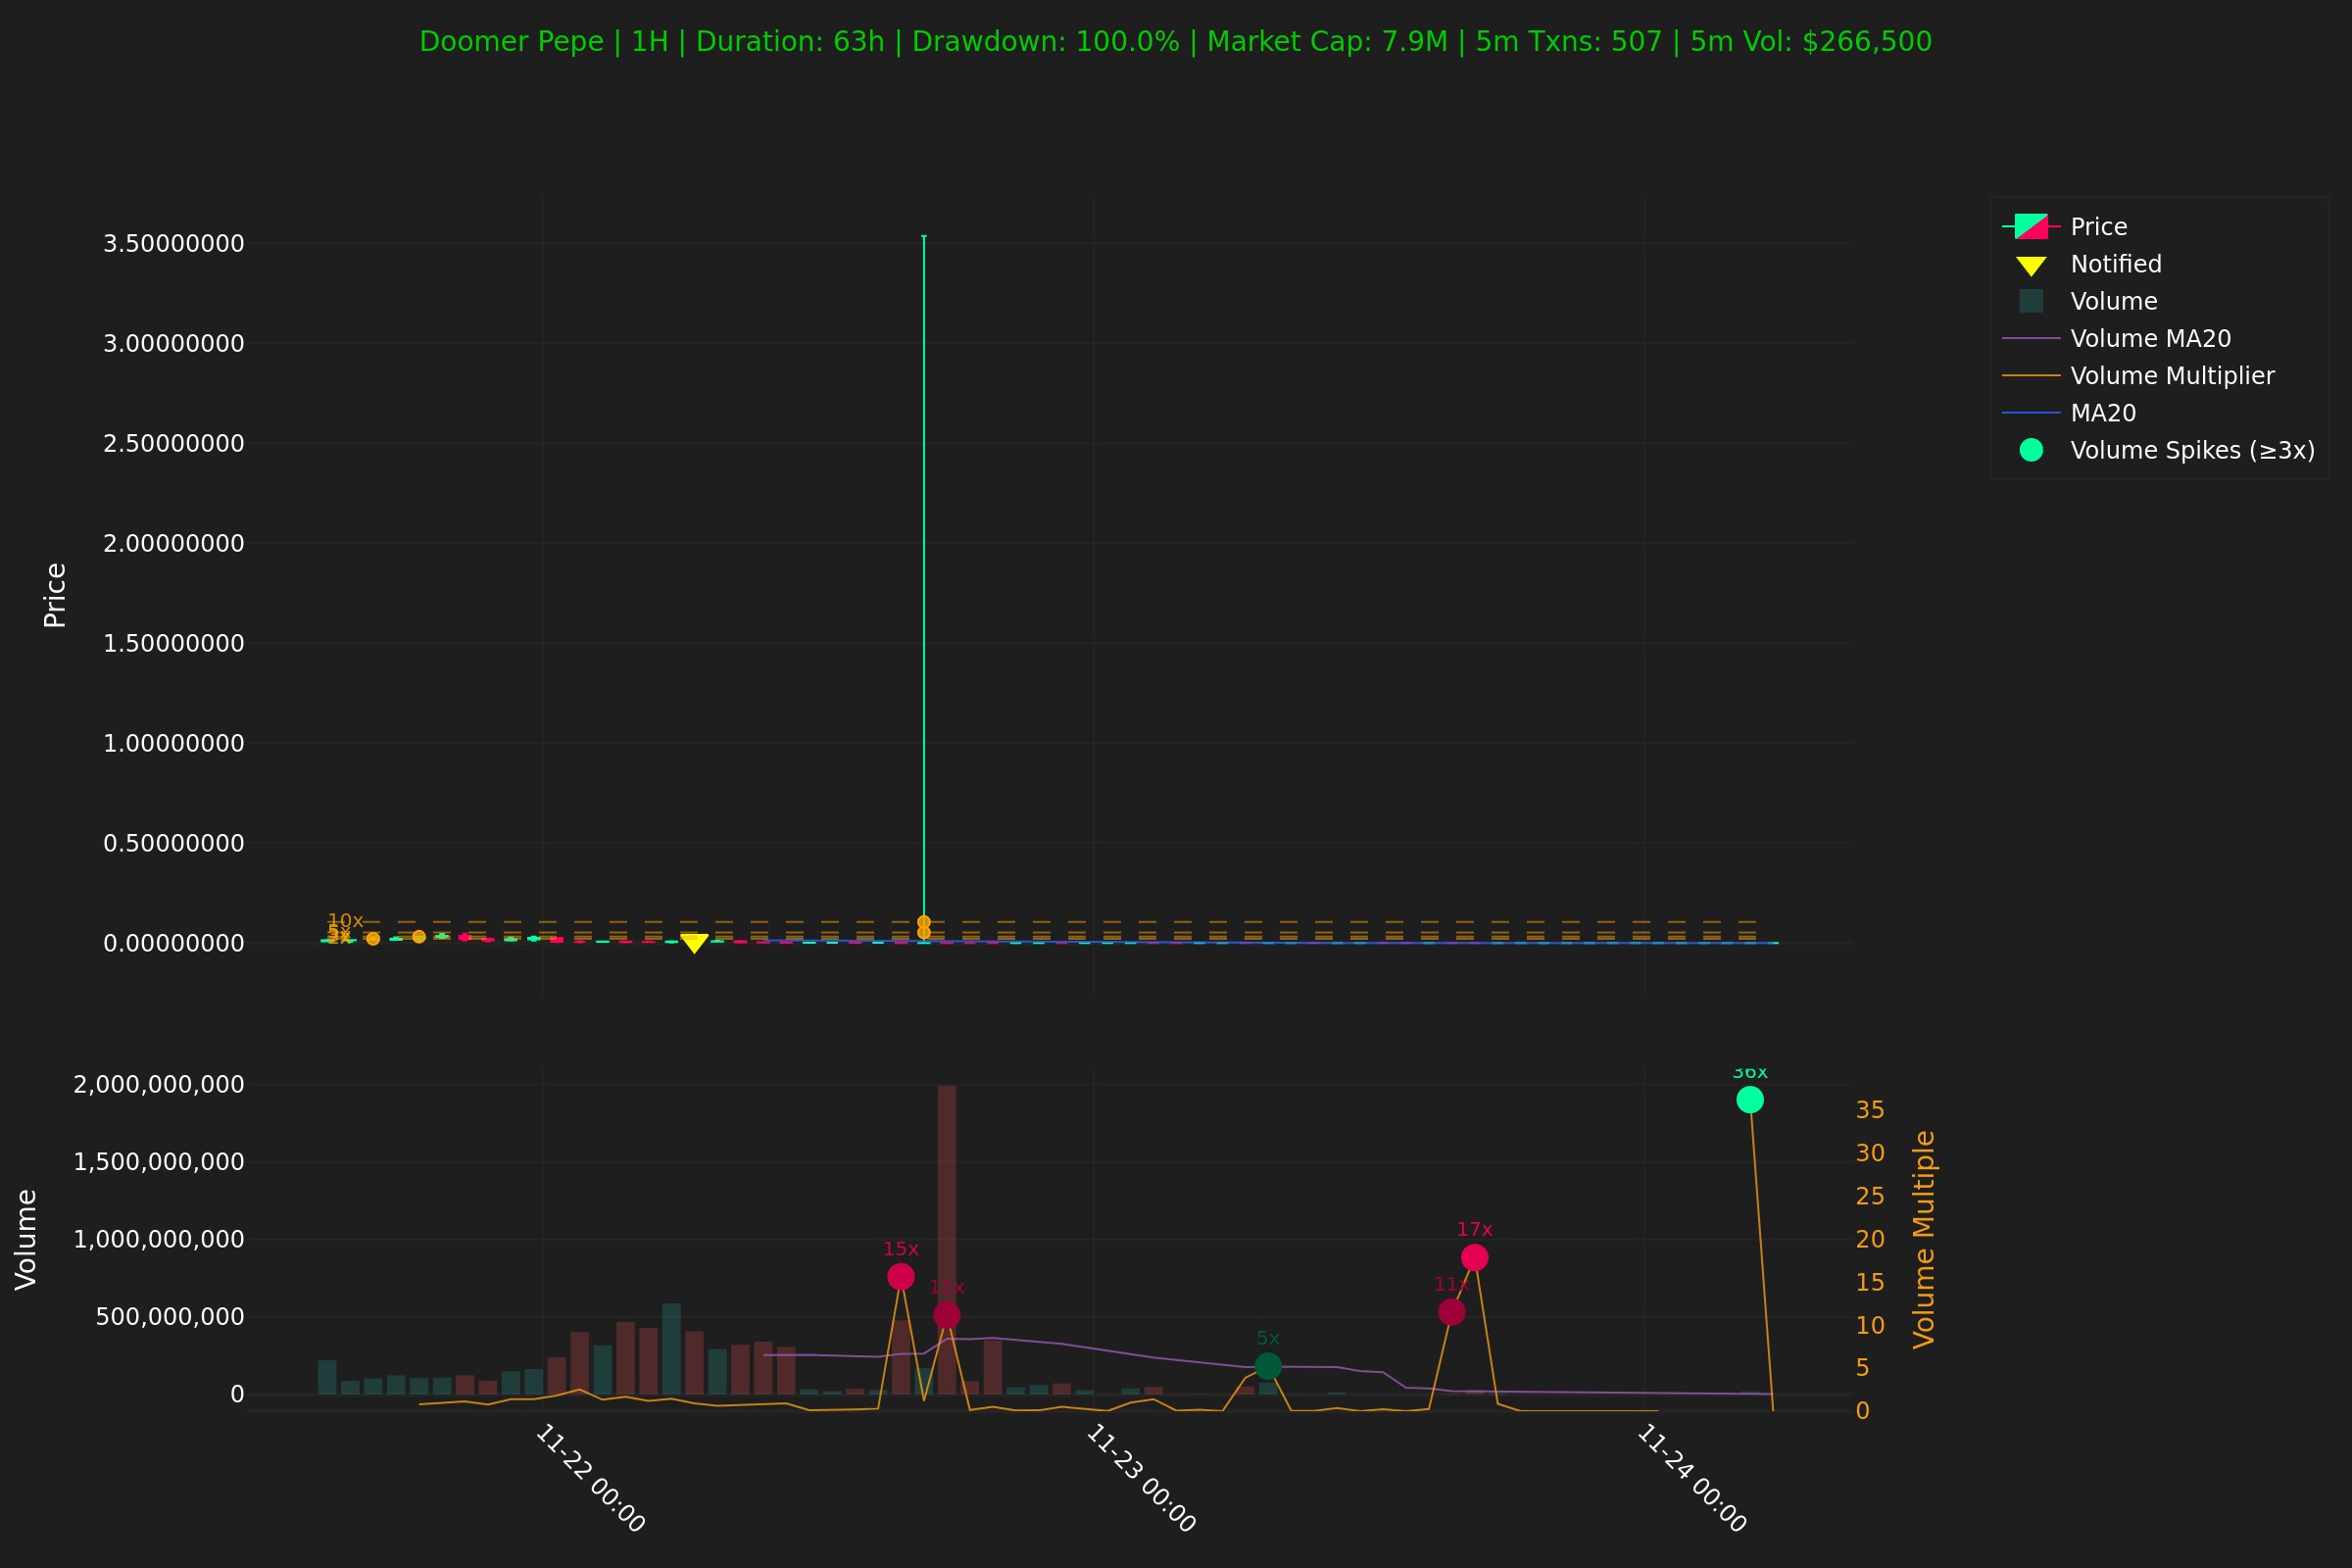 Doomer Pepe | 1H | Duration: 63h | Drawdown: 100.0% | Market Cap: 7.9M | 5m Txns: 507 | 5m Vol: $266,500
Price
3.50000000
3.00000000
2.50000000
2.00000000
1.50000000
1.00000000
0.50000000
0.00000000
10x
5x
Price
Notified
Volume
Volume MA20
Volume Multiplier
MA20
Volume Spikes (≥3x)
Volume
2,000,000,000
1,500,000,000
1,000,000,000
500,000,000
0
15x
11x
5x
11x
17x
36x
35
30
25
20
15
10
5
0
Volume Multiple
11-22 00:00
11-23 00:00
11-24 00:00